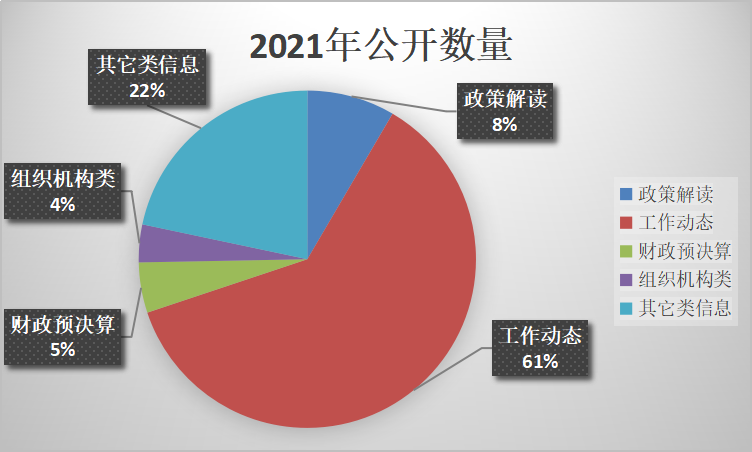 2021年公开数量
其它类信息
22%
政策解读
8%
组织机构类
4%
财政预决算
5%
工作动态
61%
政策解读
工作动态
财政预决算
组织机构类
其它类信息